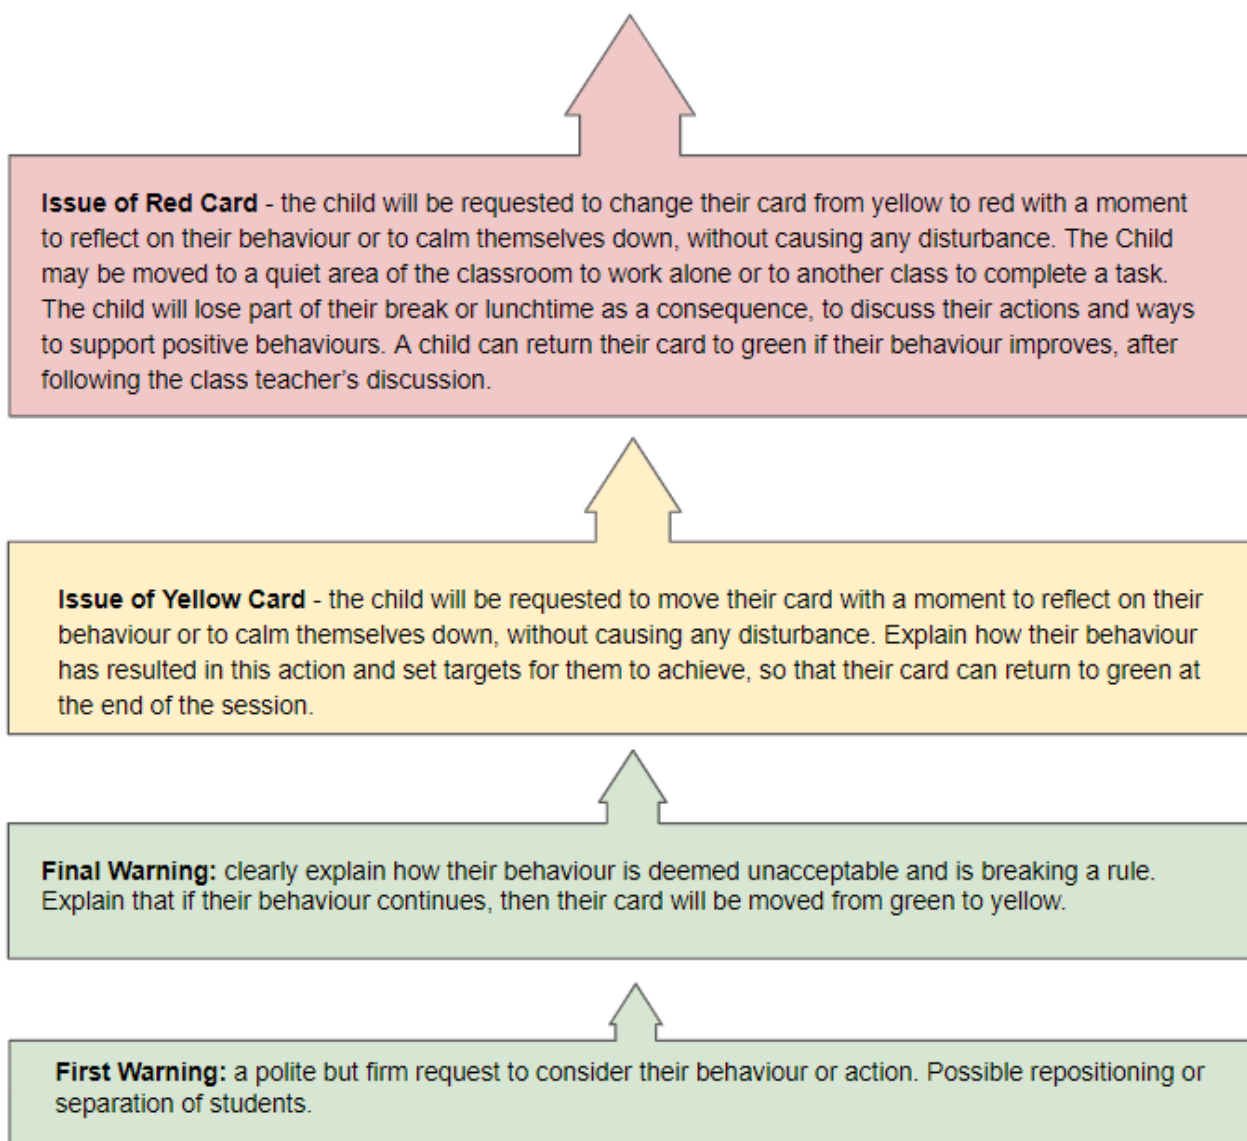 Issue of Red Card - the child will be requested to change their card from yellow to red with a moment
to reflect on their behaviour or to calm themselves down, without causing any disturbance. The Child
may be moved to a quiet area of the classroom to work alone or to another class to complete a task.
The child will lose part of their break or lunchtime as a consequence, to discuss their actions and ways
to support positive behaviours. A child can return their card to green if their behaviour improves, after
following the class teacher's discussion.
Issue of Yellow Card - the child will be requested to move their card with a moment to reflect on their
behaviour or to calm themselves down, without causing any disturbance. Explain how their behaviour
has resulted in this action and set targets for them to achieve, so that their card can return to green at
the end of the session.
Final Warning: clearly explain how their behaviour is deemed unacceptable and is breaking a rule.
Explain that if their behaviour continues, then their card will be moved from green to yellow.
First Warning: a polite but firm request to consider their behaviour or action. Possible repositioning or
separation of students.